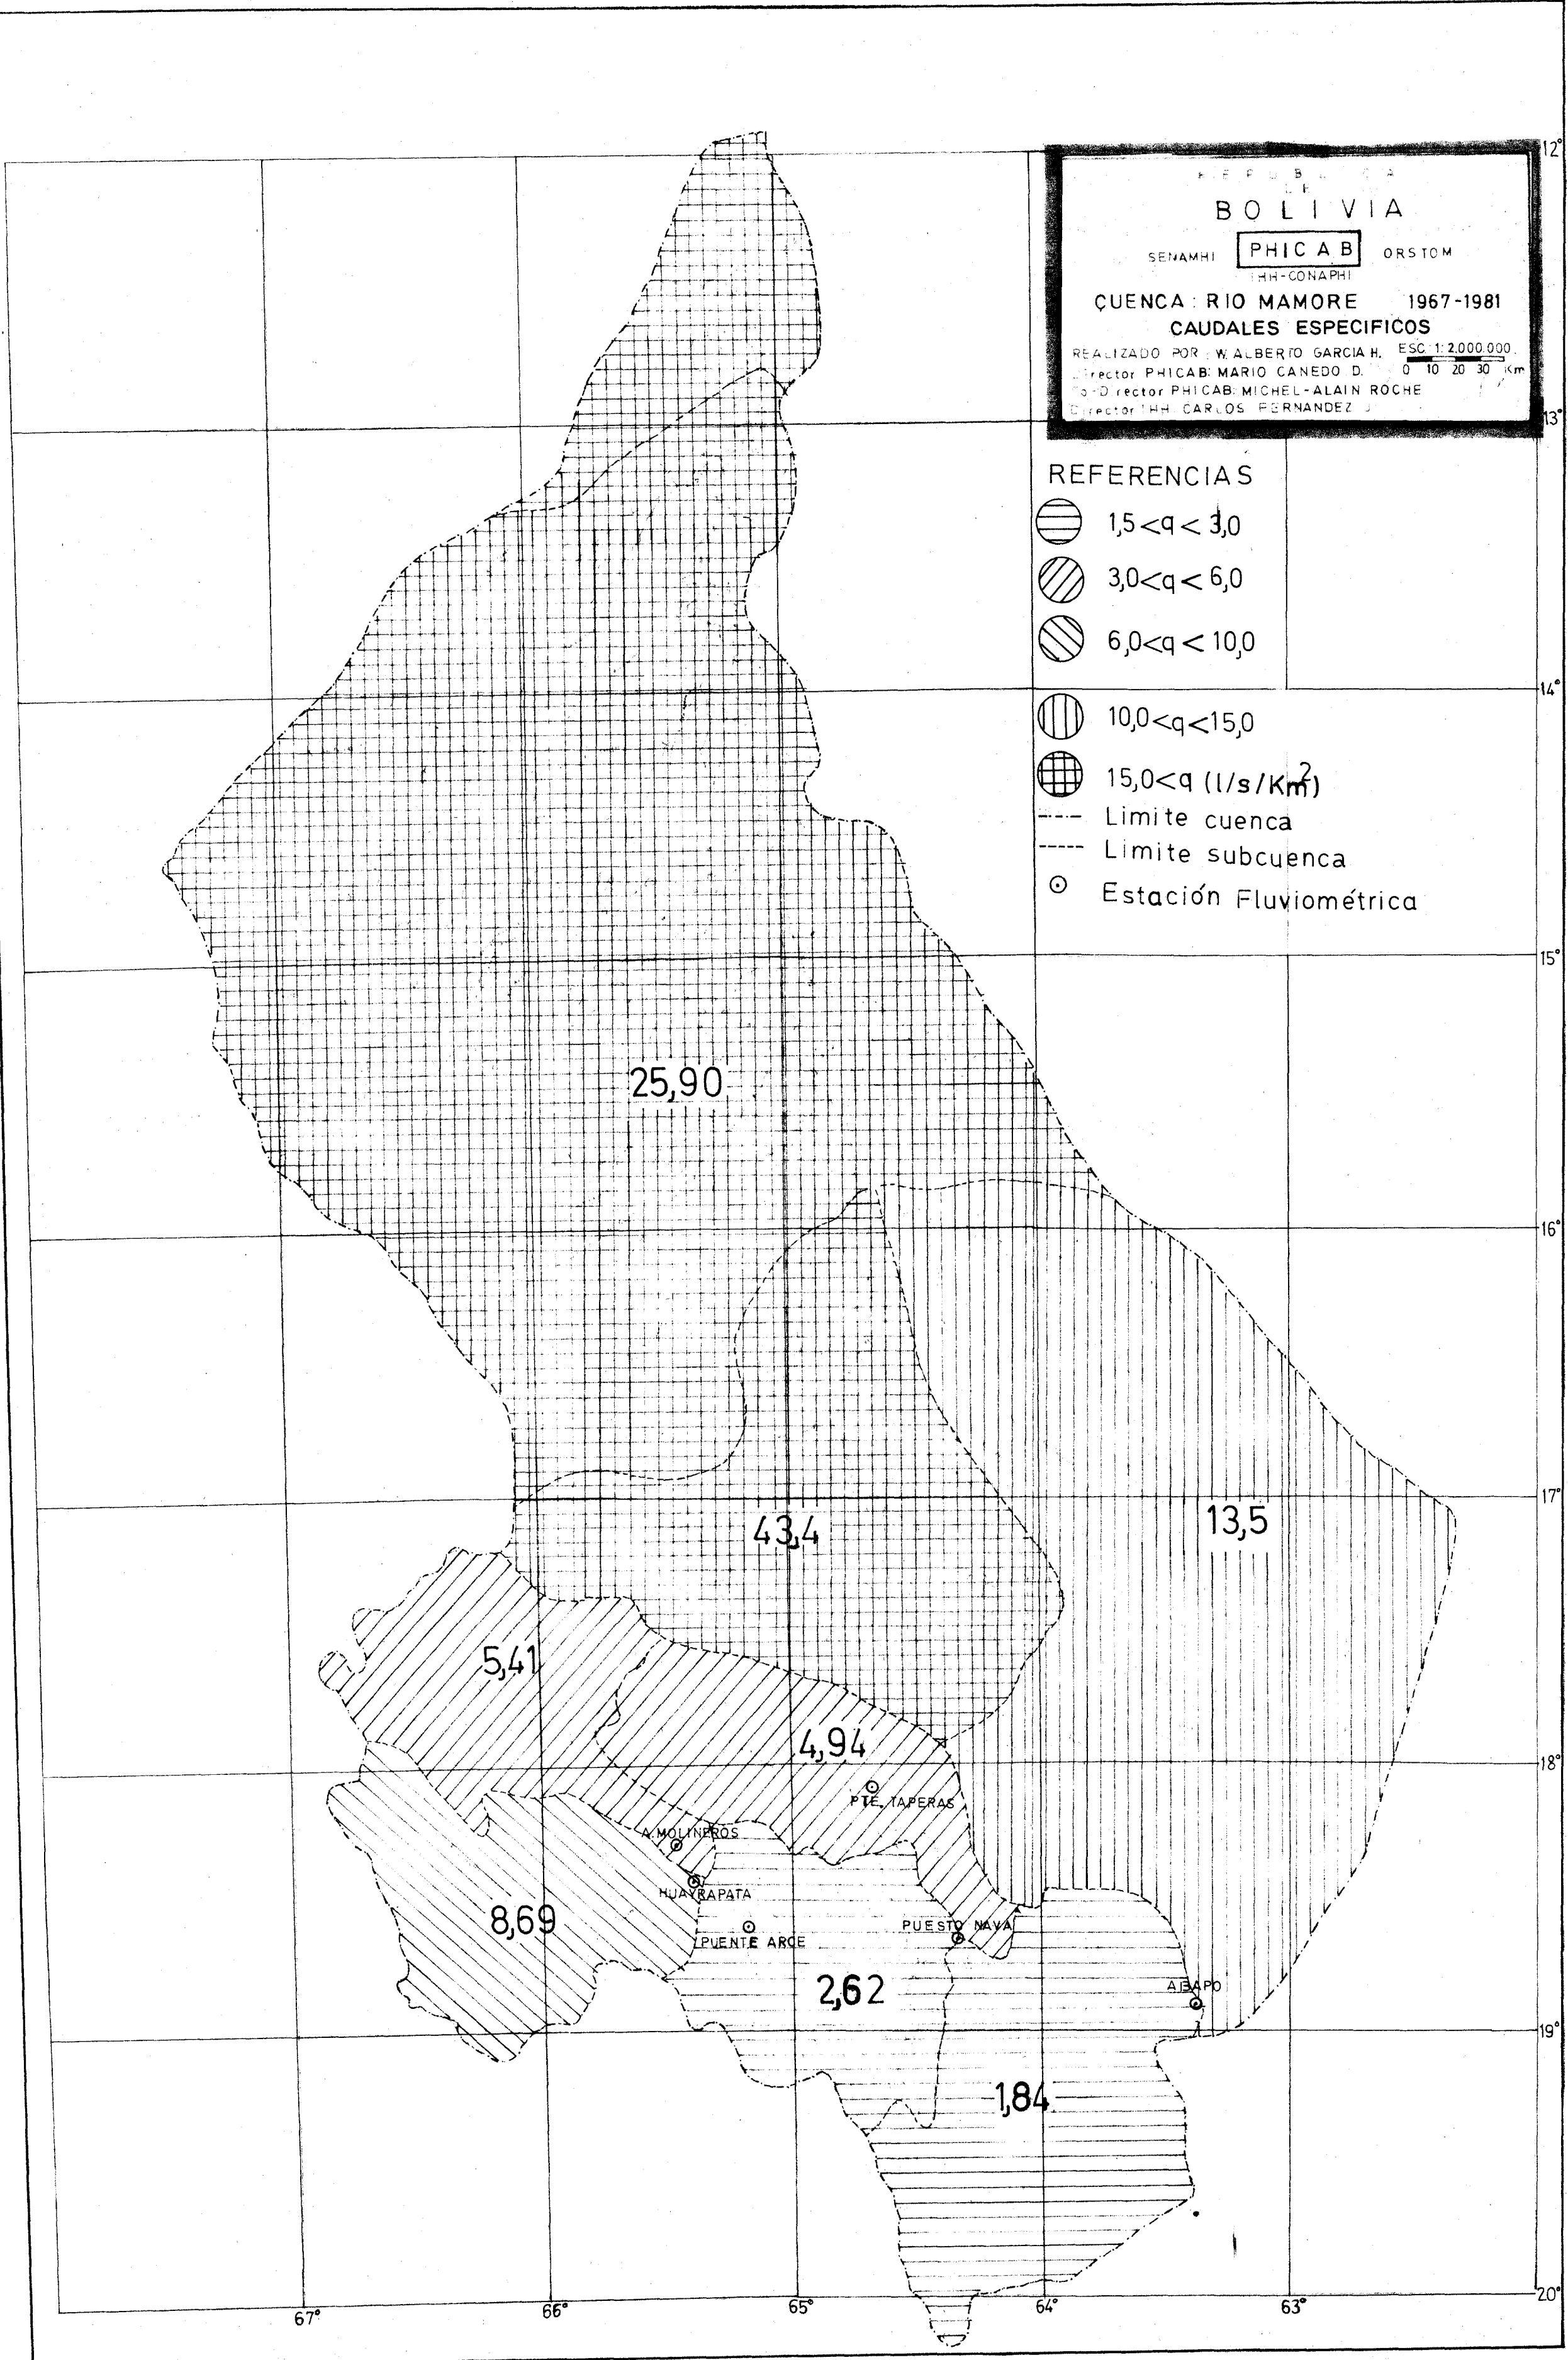 BOLIVIA
SENAMHI PHICAB ORSTOM
IHH-CONAPHI
CUENCA: RIO MAMORE 1967-1981
CAUDALES ESPECIFICOS
REALIZADO POR: W. ALBERTO GARCIA H. ESC 1:2.000.000.
Director PHICAB: MARIO CANEDO D. 0 10 20 30 Km
Co-Director PHICAB: MICHEL-ALAIN ROCHE
Director IHH CARLOS FERNANDEZ J
REFERENCIAS
1,5<q<3,0
3,0<q<6,0
6,0<q<10,0
10,0<q<15,0
15,0<q (l/s/Km²)
Limite cuenca
Limite subcuenca
Estación Fluviométrica
12°
13°
14°
15°
16°
17°
18°
19°
20°
25,90
43,4
13,5
5,41
4,94
PTE. TAPERAS
A.MOLINEROS
HUAYRAPATA
8,69
PUENTE ARCE
PUESTO NAVA
2,62
ABAPO
1,84
67°
66°
65°
64°
63°